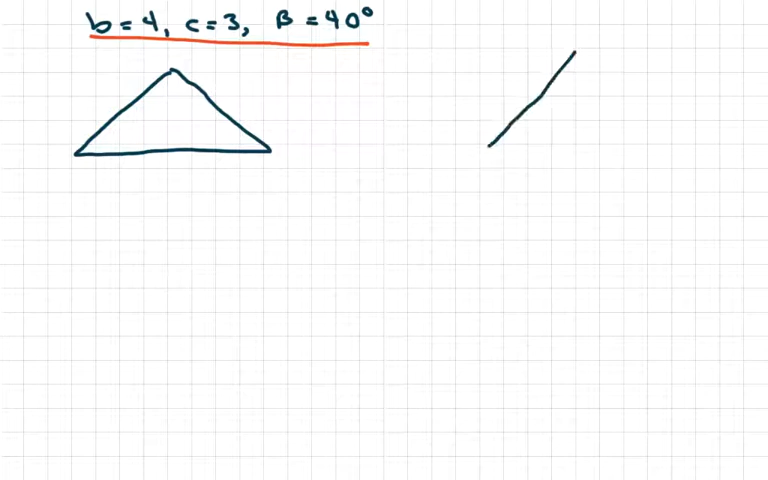 b = 4, c = 3, β = 40°